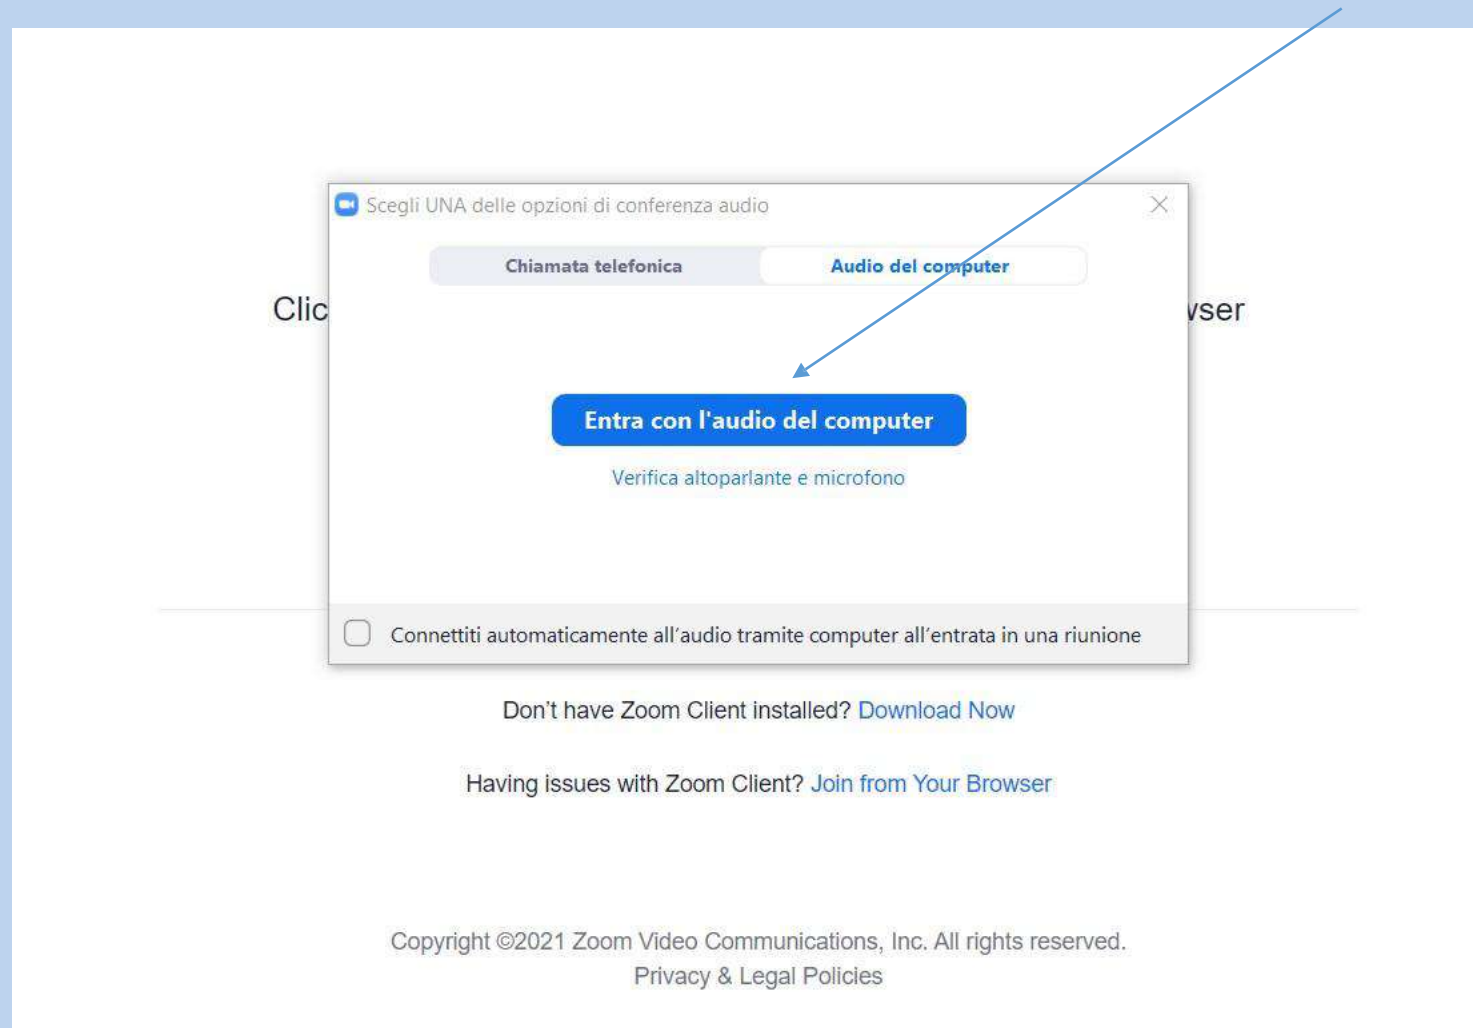 Scegli UNA delle opzioni di conferenza audio
Chiamata telefonica Audio del computer
Clic wser
Entra con l'audio del computer
Verifica altoparlante e microfono
Connettiti automaticamente all'audio tramite computer all'entrata in una riunione
Don't have Zoom Client installed? Download Now
Having issues with Zoom Client? Join from Your Browser
Copyright ©2021 Zoom Video Communications, Inc. All rights reserved.
Privacy & Legal Policies